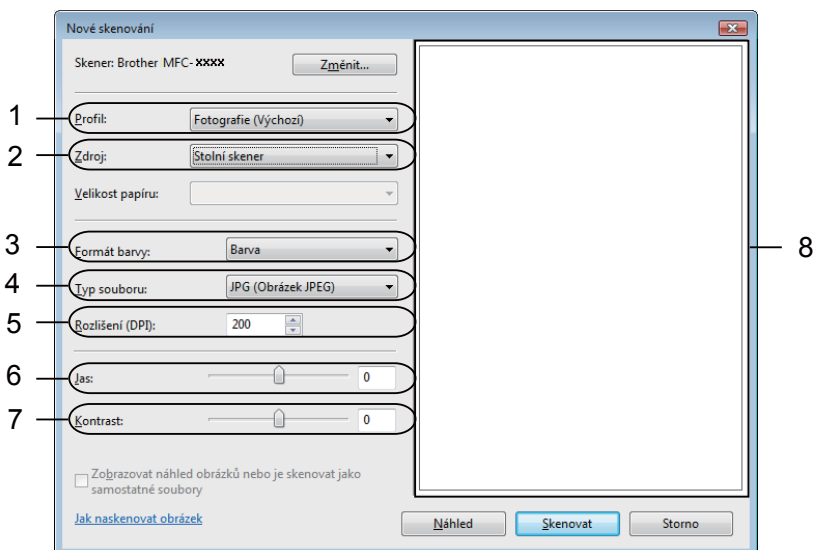 Nové skenování
Skener: Brother MFC-xxxx
Změnit...
1 Profil: Fotografie (Výchozí)
2 Zdroj: Stolní skener
Velikost papíru:
3 Formát barvy: Barva
8
4 Typ souboru: JPG (Obrázek JPEG)
5 Rozlišení (DPI): 200
6 Jas: 0
7 Kontrast: 0
Zobrazovat náhled obrázků nebo je skenovat jako
samostatné soubory
Jak naskenovat obrázek
Náhled Skenovat Storno